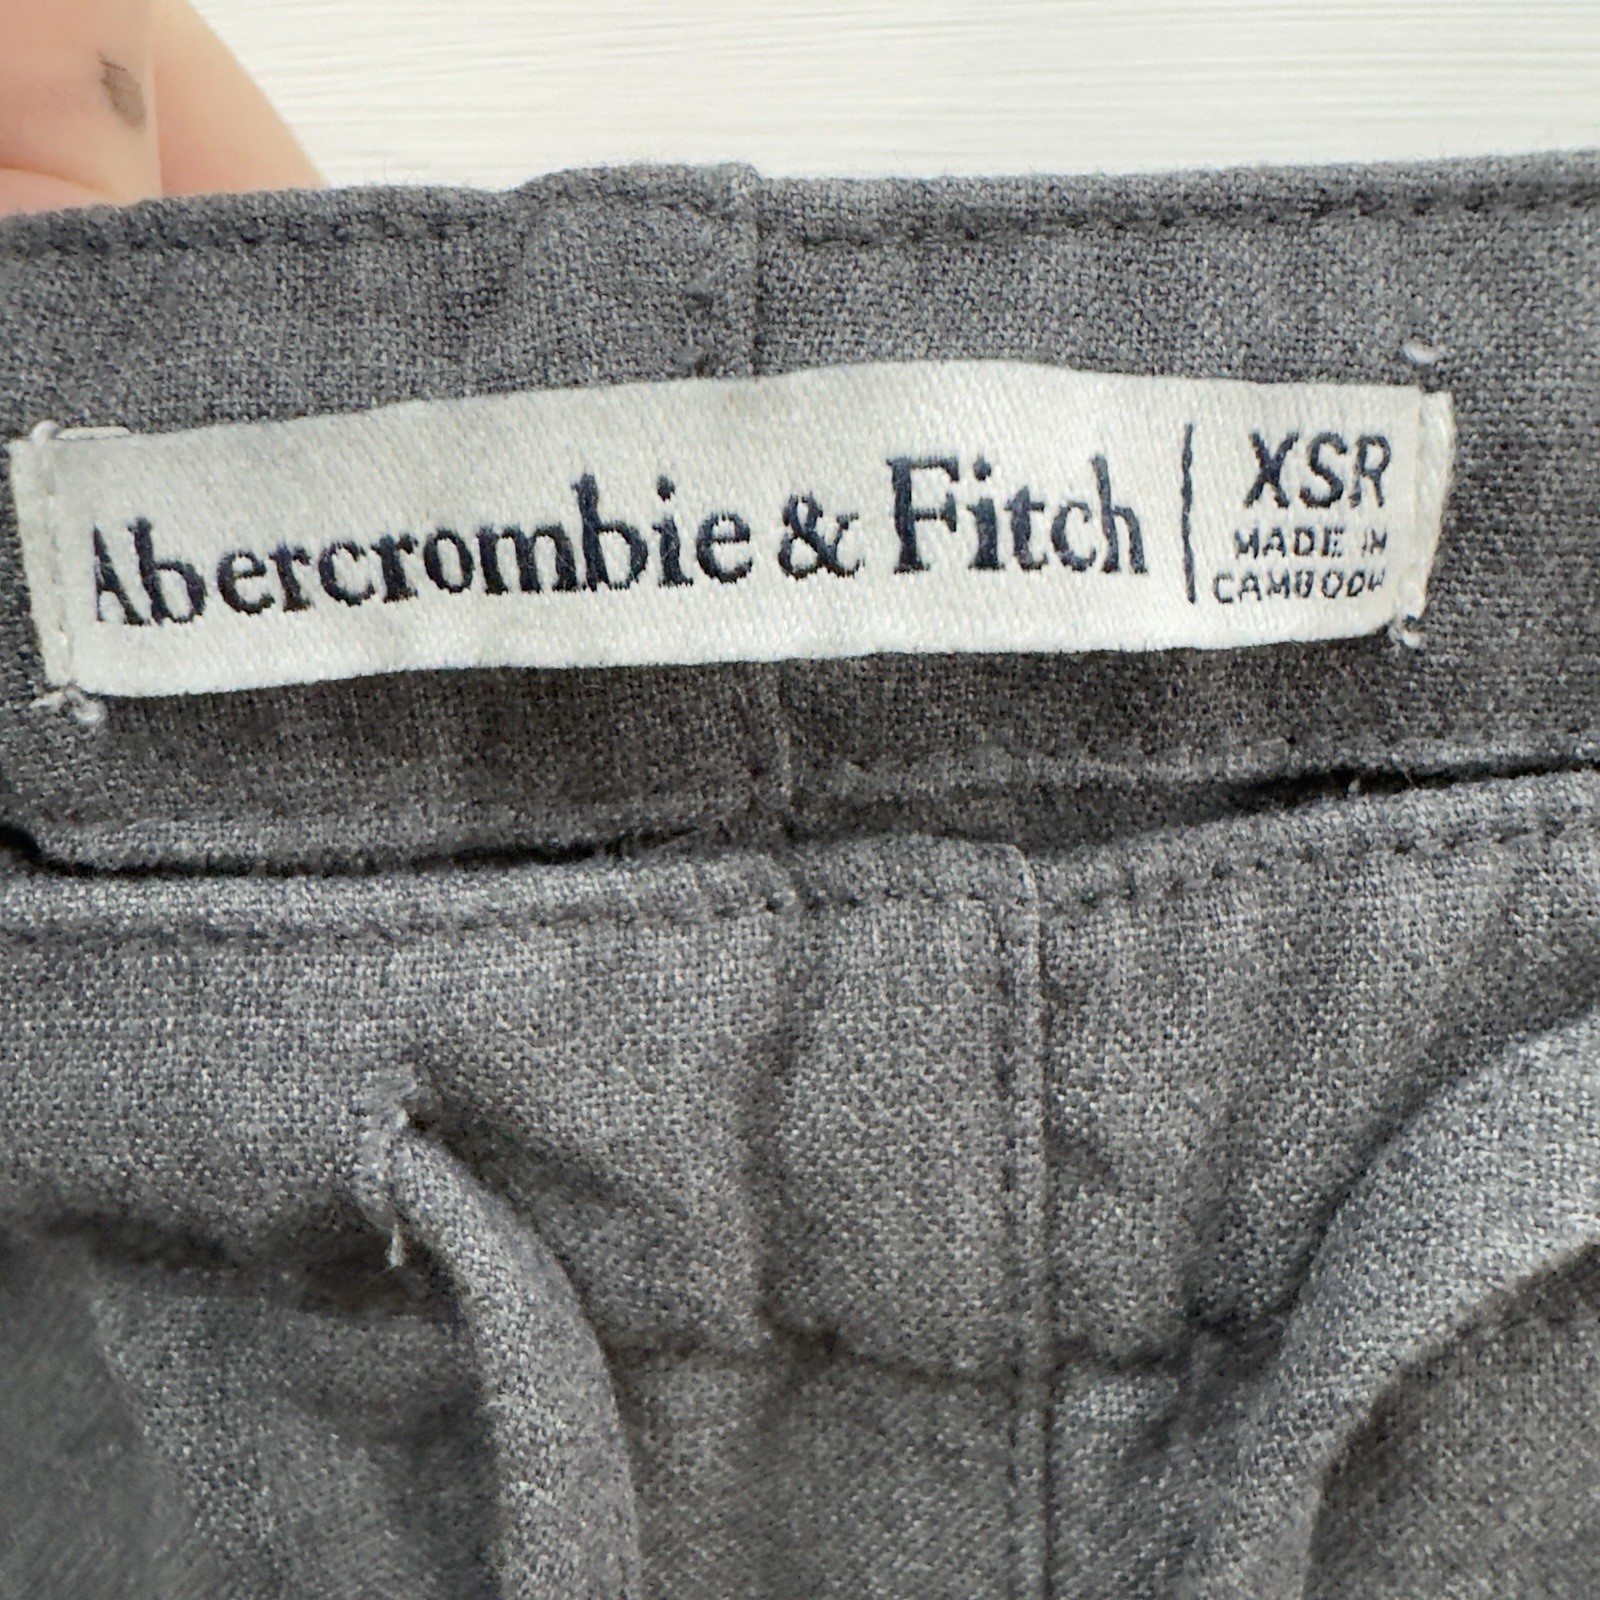 Abercrombie & Fitch
XSR
MADE IN
CAMBODIA